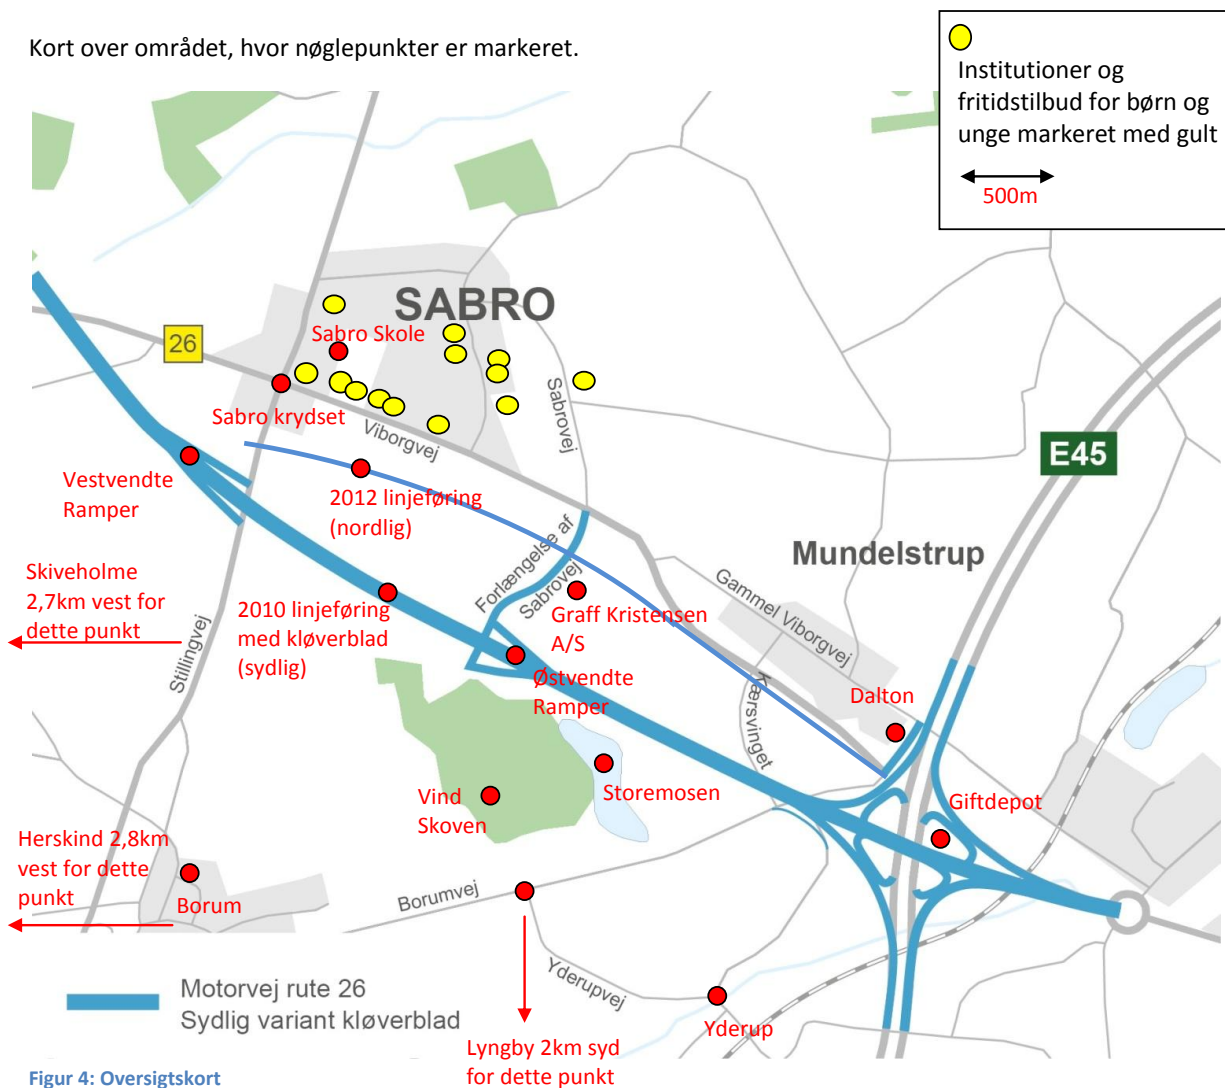 Kort over området, hvor nøglepunkter er markeret.
Institutioner og
fritidstilbud for børn og
unge markeret med gult
500m
SABRO
26
Sabro Skole
Sabro krydset
Viborgvej
Sabrovej
E45
Vestvendte
Ramper
2012 linjeføring
(nordlig)
Mundelstrup
Skiveholme
2,7km vest for
dette punkt
Stillingvej
2010 linjeføring
med kløverblad
(sydlig)
Forlængelse af
Sabrovej
Graff Kristensen
A/S
Gammel Viborgvej
Østvendte
Ramper
Kærsvinget
Dalton
Vind
Skoven
Storemosen
Giftdepot
Herskind 2,8km
vest for dette
punkt
Borum
Borumvej
Yderupvej
Yderup
Motorvej rute 26
Sydlig variant kløverblad
Lyngby 2km syd
for dette punkt
Figur 4: Oversigtskort